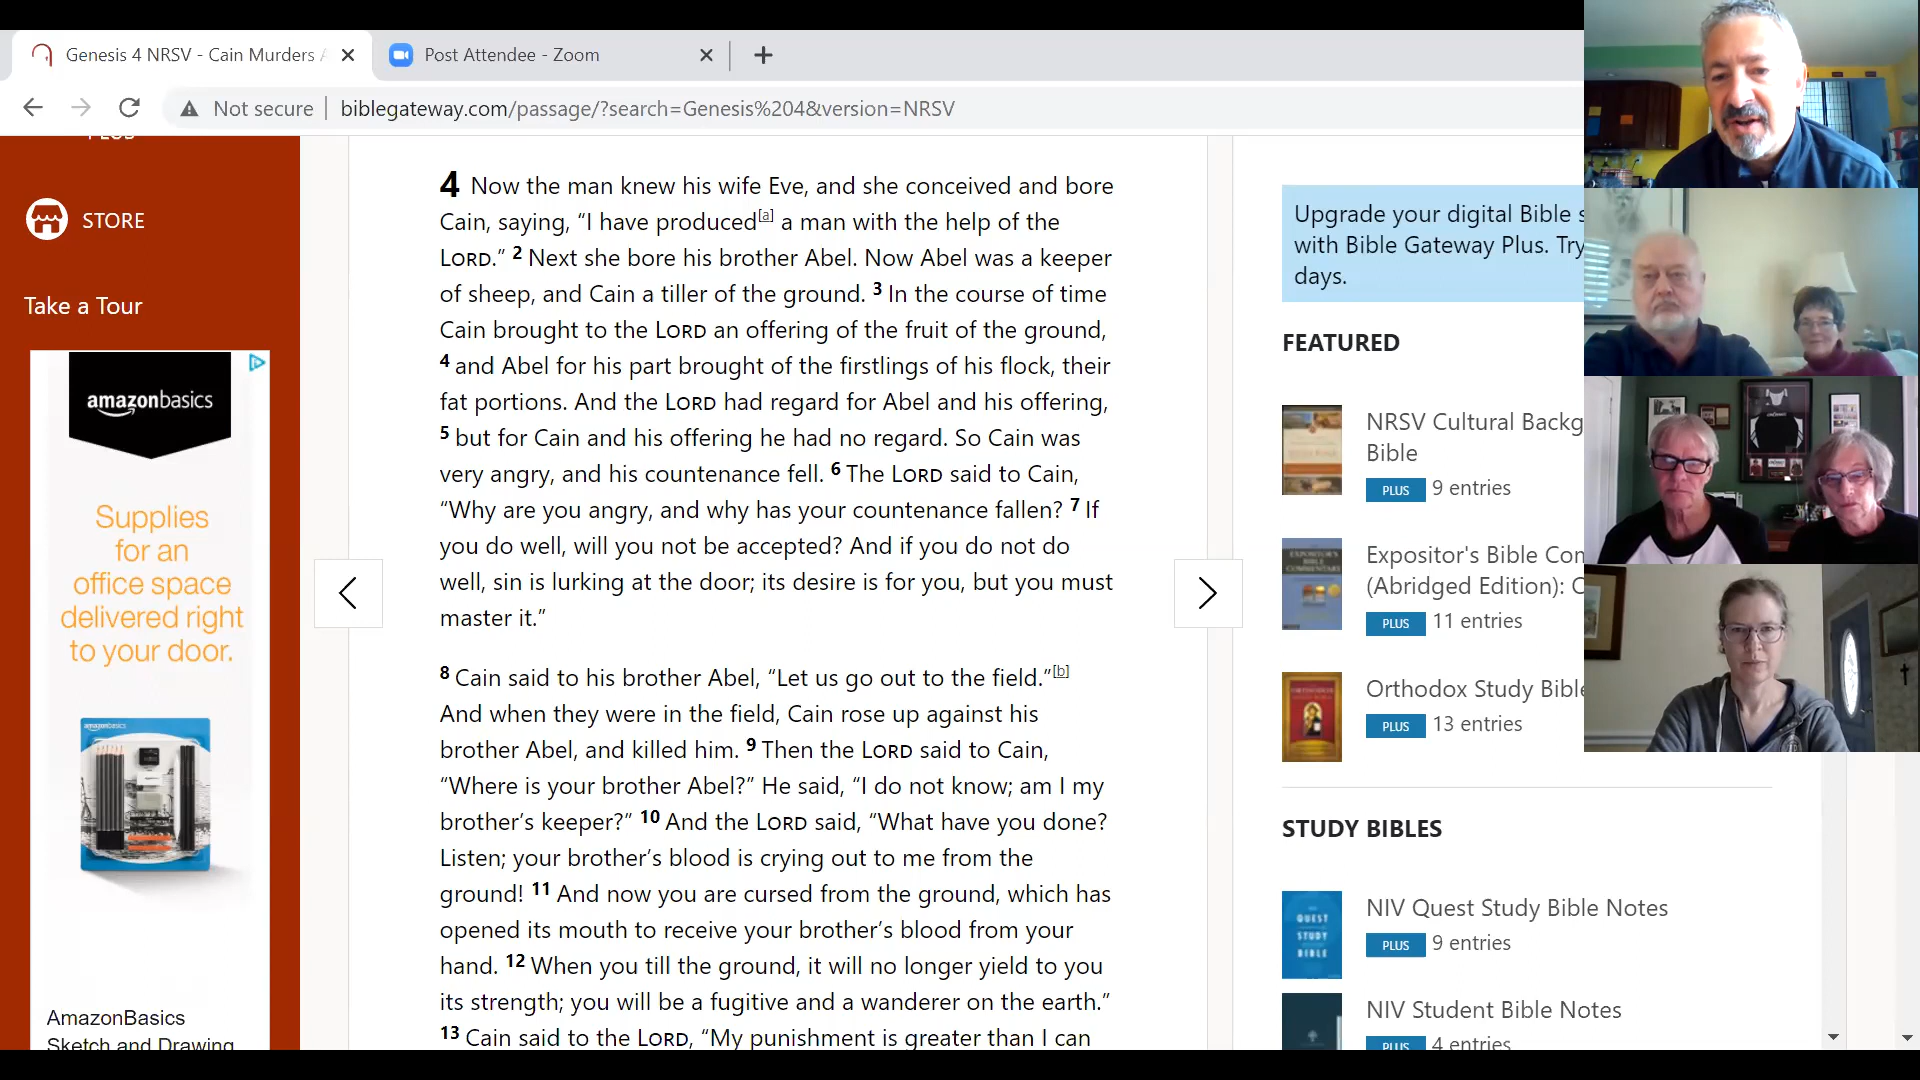 Genesis 4 NRSV - Cain Murders A
Post Attendee - Zoom
Not secure
biblegateway.com/passage/?search=Genesis%204&version=NRSV
PLUS
STORE
Take a Tour
amazonbasics
Supplies
for an
office space
delivered right
to your door.
amazonbasics
AmazonBasics
Sketch and Drawing
4 Now the man knew his wife Eve, and she conceived and bore
Cain, saying, “I have produced[a] a man with the help of the
LORD.” 2 Next she bore his brother Abel. Now Abel was a keeper
of sheep, and Cain a tiller of the ground. 3 In the course of time
Cain brought to the LORD an offering of the fruit of the ground,
4 and Abel for his part brought of the firstlings of his flock, their
fat portions. And the LORD had regard for Abel and his offering,
5 but for Cain and his offering he had no regard. So Cain was
very angry, and his countenance fell. 6 The LORD said to Cain,
“Why are you angry, and why has your countenance fallen? 7 If
you do well, will you not be accepted? And if you do not do
well, sin is lurking at the door; its desire is for you, but you must
master it.”
8 Cain said to his brother Abel, “Let us go out to the field.”[b]
And when they were in the field, Cain rose up against his
brother Abel, and killed him. 9 Then the LORD said to Cain,
“Where is your brother Abel?” He said, “I do not know; am I my
brother’s keeper?” 10 And the LORD said, “What have you done?
Listen; your brother’s blood is crying out to me from the
ground! 11 And now you are cursed from the ground, which has
opened its mouth to receive your brother’s blood from your
hand. 12 When you till the ground, it will no longer yield to you
its strength; you will be a fugitive and a wanderer on the earth.”
13 Cain said to the LORD, “My punishment is greater than I can
Upgrade your digital Bible s
with Bible Gateway Plus. Try
days.
FEATURED
NRSV Cultural Backg
Bible
PLUS 9 entries
EXPOSITOR'S
BIBLE
COMMENTARY
Expositor's Bible Com
(Abridged Edition): O
PLUS 11 entries
Orthodox Study Bible
PLUS 13 entries
STUDY BIBLES
QUEST
STUDY
BIBLE
NIV Quest Study Bible Notes
PLUS 9 entries
NIV Student Bible Notes
PLUS 4 entries